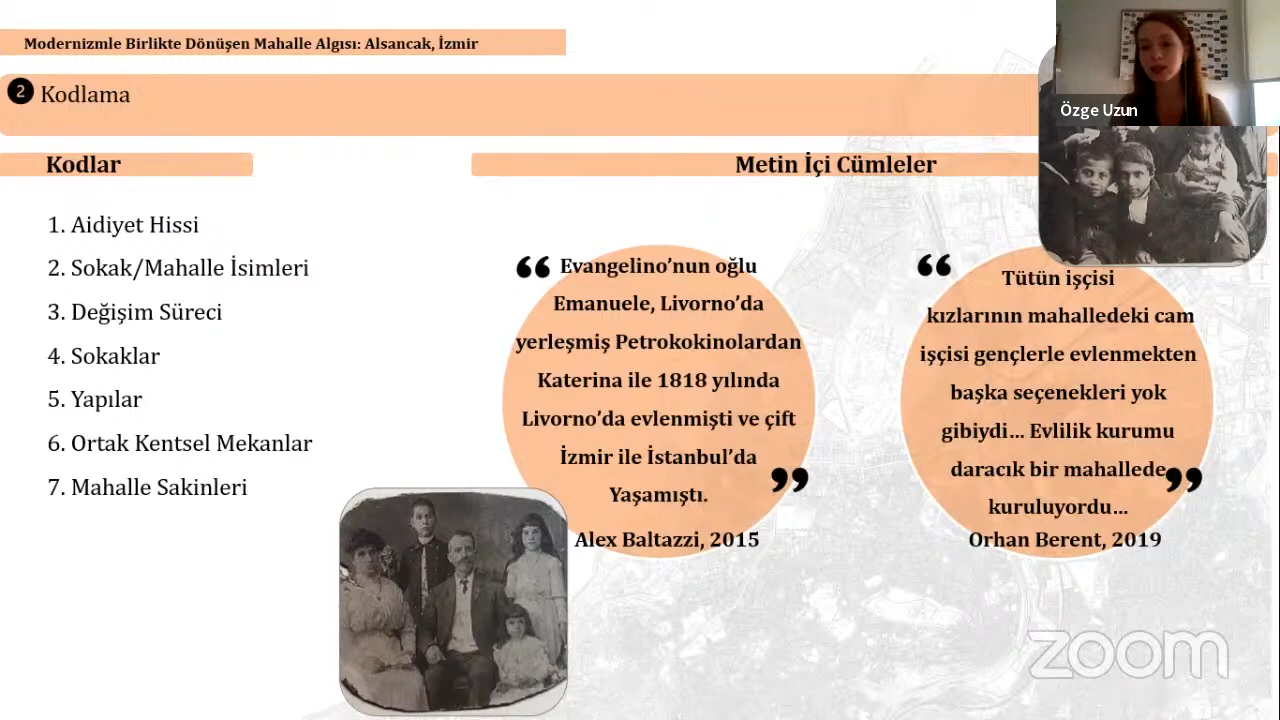 Modernizmle Birlikte Dönüşen Mahalle Algısı: Alsancak, İzmir
2 Kodlama
Kodlar
1. Aidiyet Hissi
2. Sokak/Mahalle İsimleri
3. Değişim Süreci
4. Sokaklar
5. Yapılar
6. Ortak Kentsel Mekanlar
7. Mahalle Sakinleri
Metin İçi Cümleler
“ Evangelino’nun oğlu
Emanuele, Livorno’da
yerleşmiş Petrokokinolardan
Katerina ile 1818 yılında
Livorno’da evlenmişti ve çift
İzmir ile İstanbul’da
Yaşamıştı. ”
Alex Baltazzi, 2015
“ Tütün işçisi
kızlarının mahalledeki cam
işçisi gençlerle evlenmekten
başka seçenekleri yok
gibiydi… Evlilik kurumu
daracık bir mahallede ”
kuruluyordu…
Orhan Berent, 2019
Özge Uzun
zoom